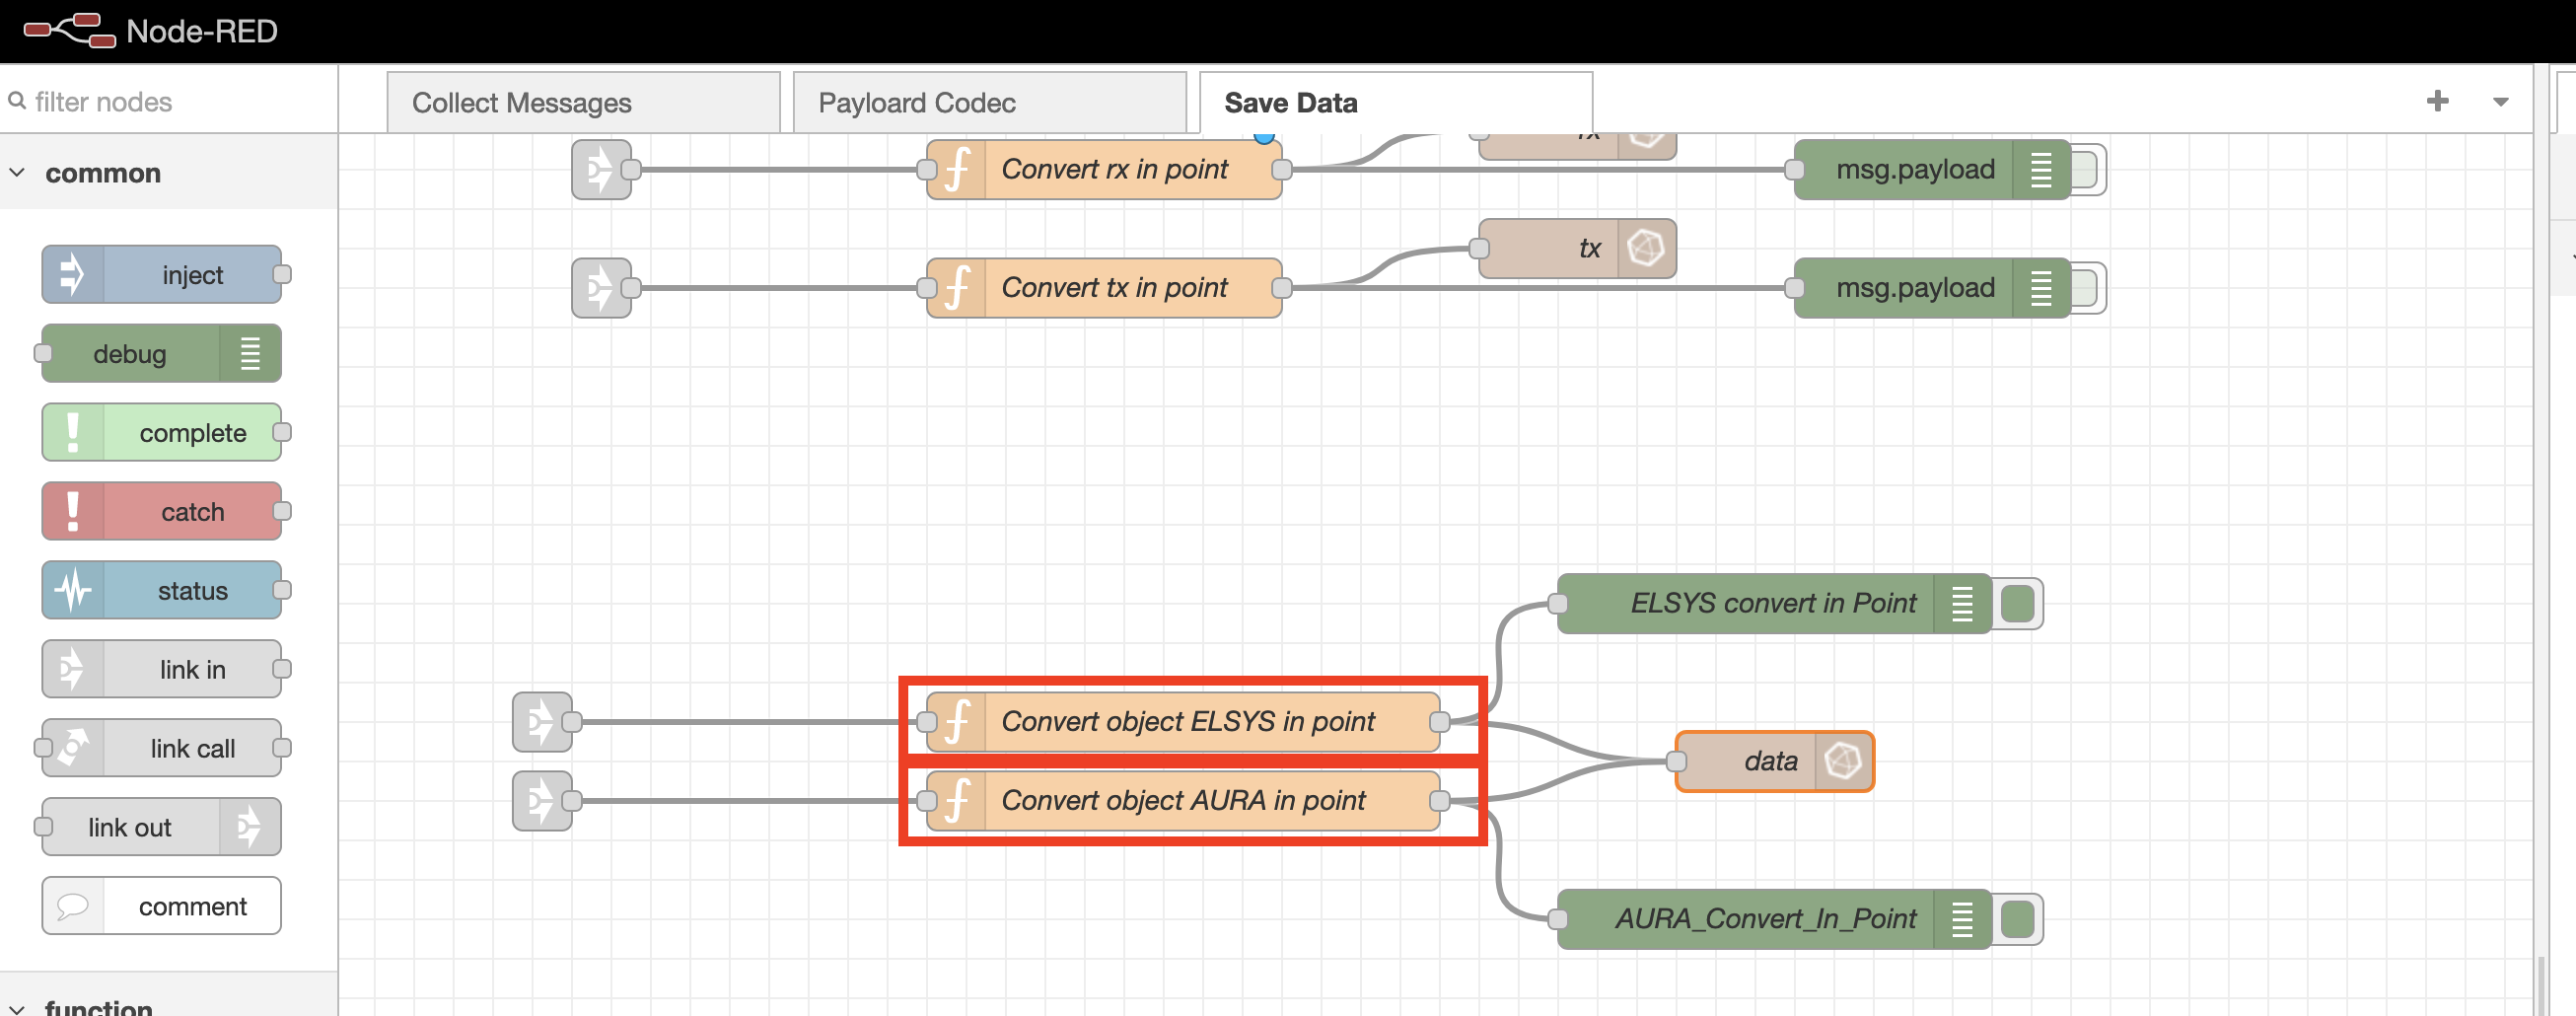 Node-RED
filter nodes
Collect Messages
Payloard Codec
Save Data
common
inject
debug
complete
catch
status
link in
link call
link out
comment
function
rx
Convert rx in point
msg.payload
tx
Convert tx in point
msg.payload
ELSYS convert in Point
Convert object ELSYS in point
data
Convert object AURA in point
AURA_Convert_In_Point